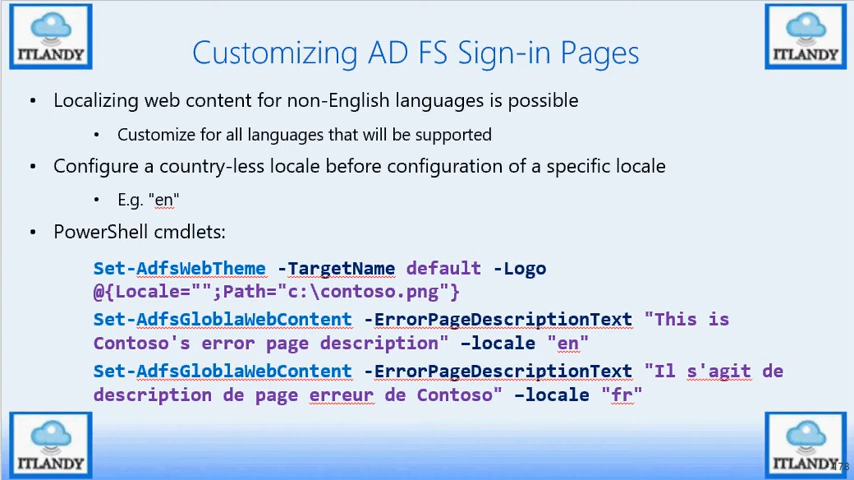 ITLANDY
ITLANDY
Customizing AD FS Sign-in Pages
• Localizing web content for non-English languages is possible
• Customize for all languages that will be supported
• Configure a country-less locale before configuration of a specific locale
• E.g. "en"
• PowerShell cmdlets:
Set-AdfsWebTheme -TargetName default -Logo
@{Locale="";Path="c:\contoso.png"}
Set-AdfsGloblaWebContent -ErrorPageDescriptionText "This is
Contoso's error page description" –locale "en"
Set-AdfsGloblaWebContent -ErrorPageDescriptionText "Il s'agit de
description de page erreur de Contoso" –locale "fr"
ITLANDY
ITLANDY